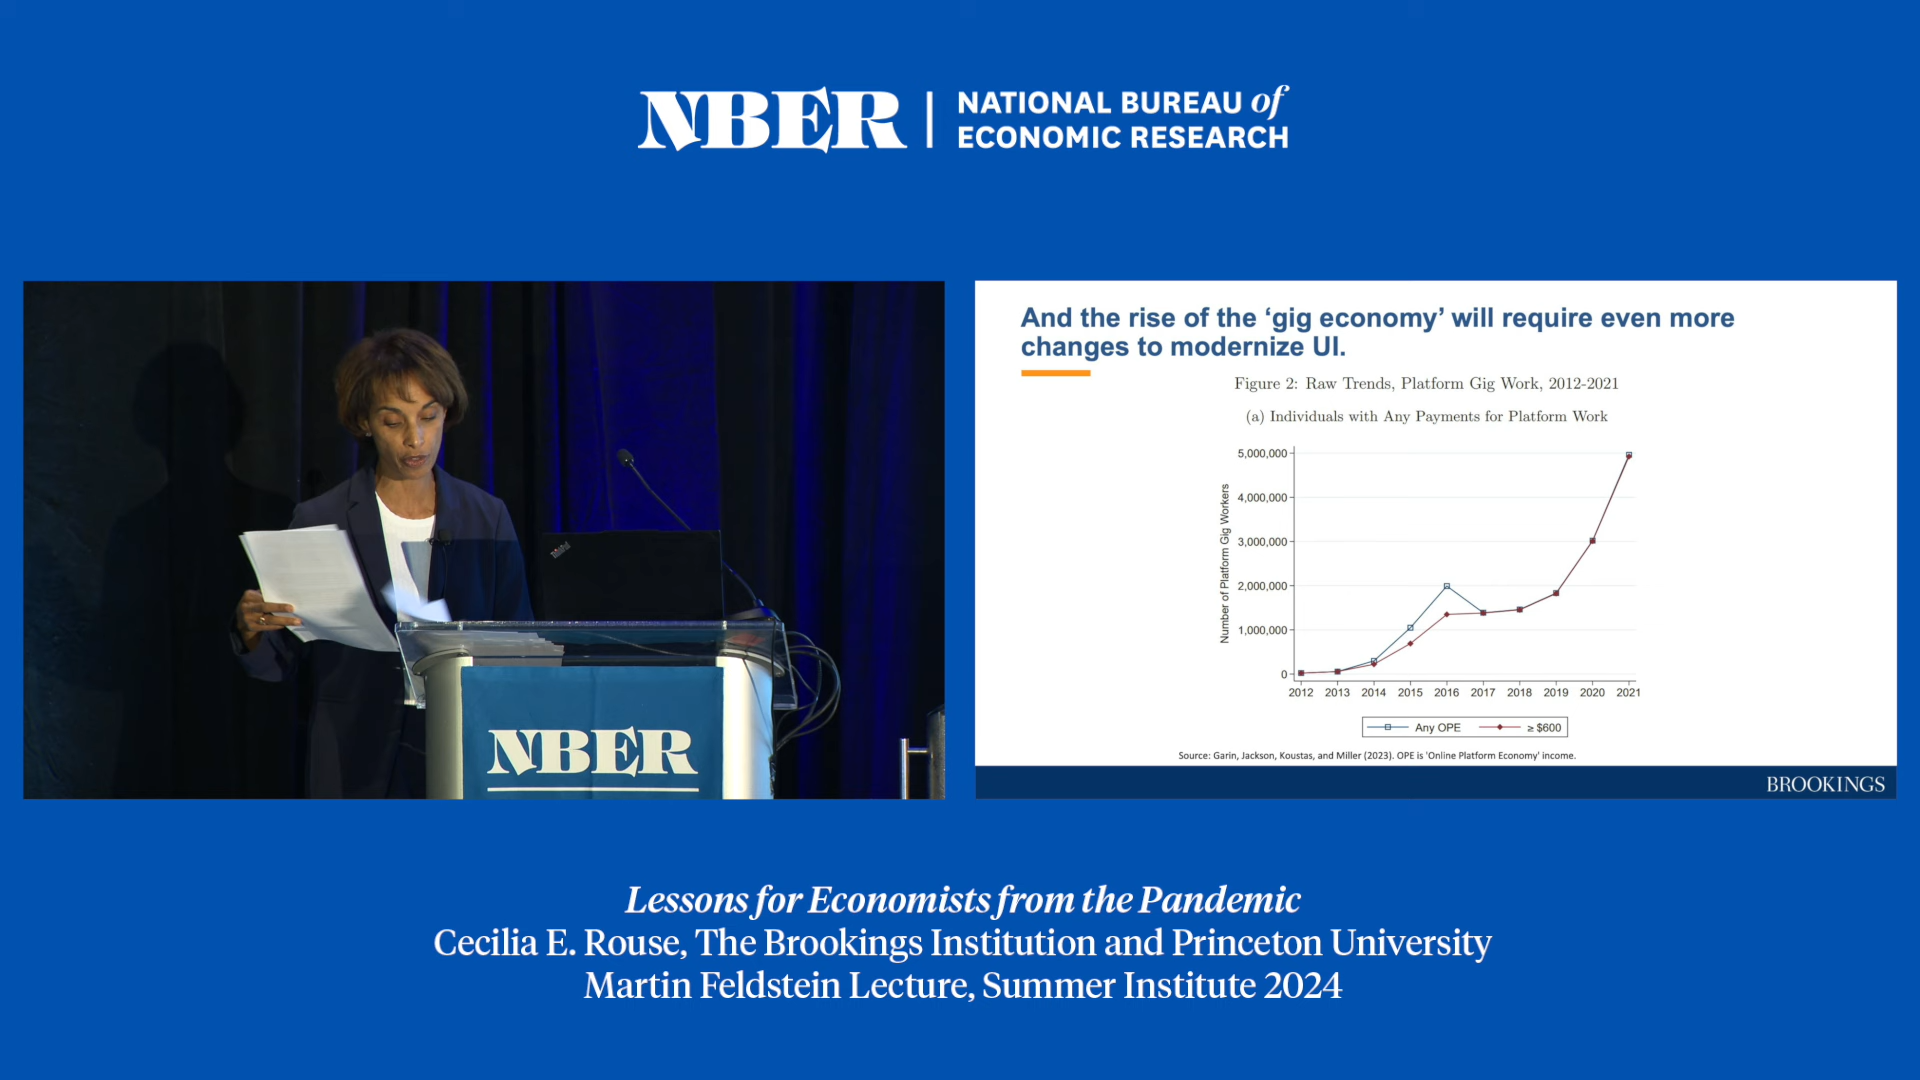 NBER | NATIONAL BUREAU of
ECONOMIC RESEARCH
ThinkPad
NBER
And the rise of the ‘gig economy’ will require even more
changes to modernize UI.
Figure 2: Raw Trends, Platform Gig Work, 2012-2021
(a) Individuals with Any Payments for Platform Work
Number of Platform Gig Workers
5,000,000
4,000,000
3,000,000
2,000,000
1,000,000
0
2012 2013 2014 2015 2016 2017 2018 2019 2020 2021
Any OPE ≥ $600
Source: Garin, Jackson, Koustas, and Miller (2023). OPE is 'Online Platform Economy' income.
BROOKINGS
Lessons for Economists from the Pandemic
Cecilia E. Rouse, The Brookings Institution and Princeton University
Martin Feldstein Lecture, Summer Institute 2024